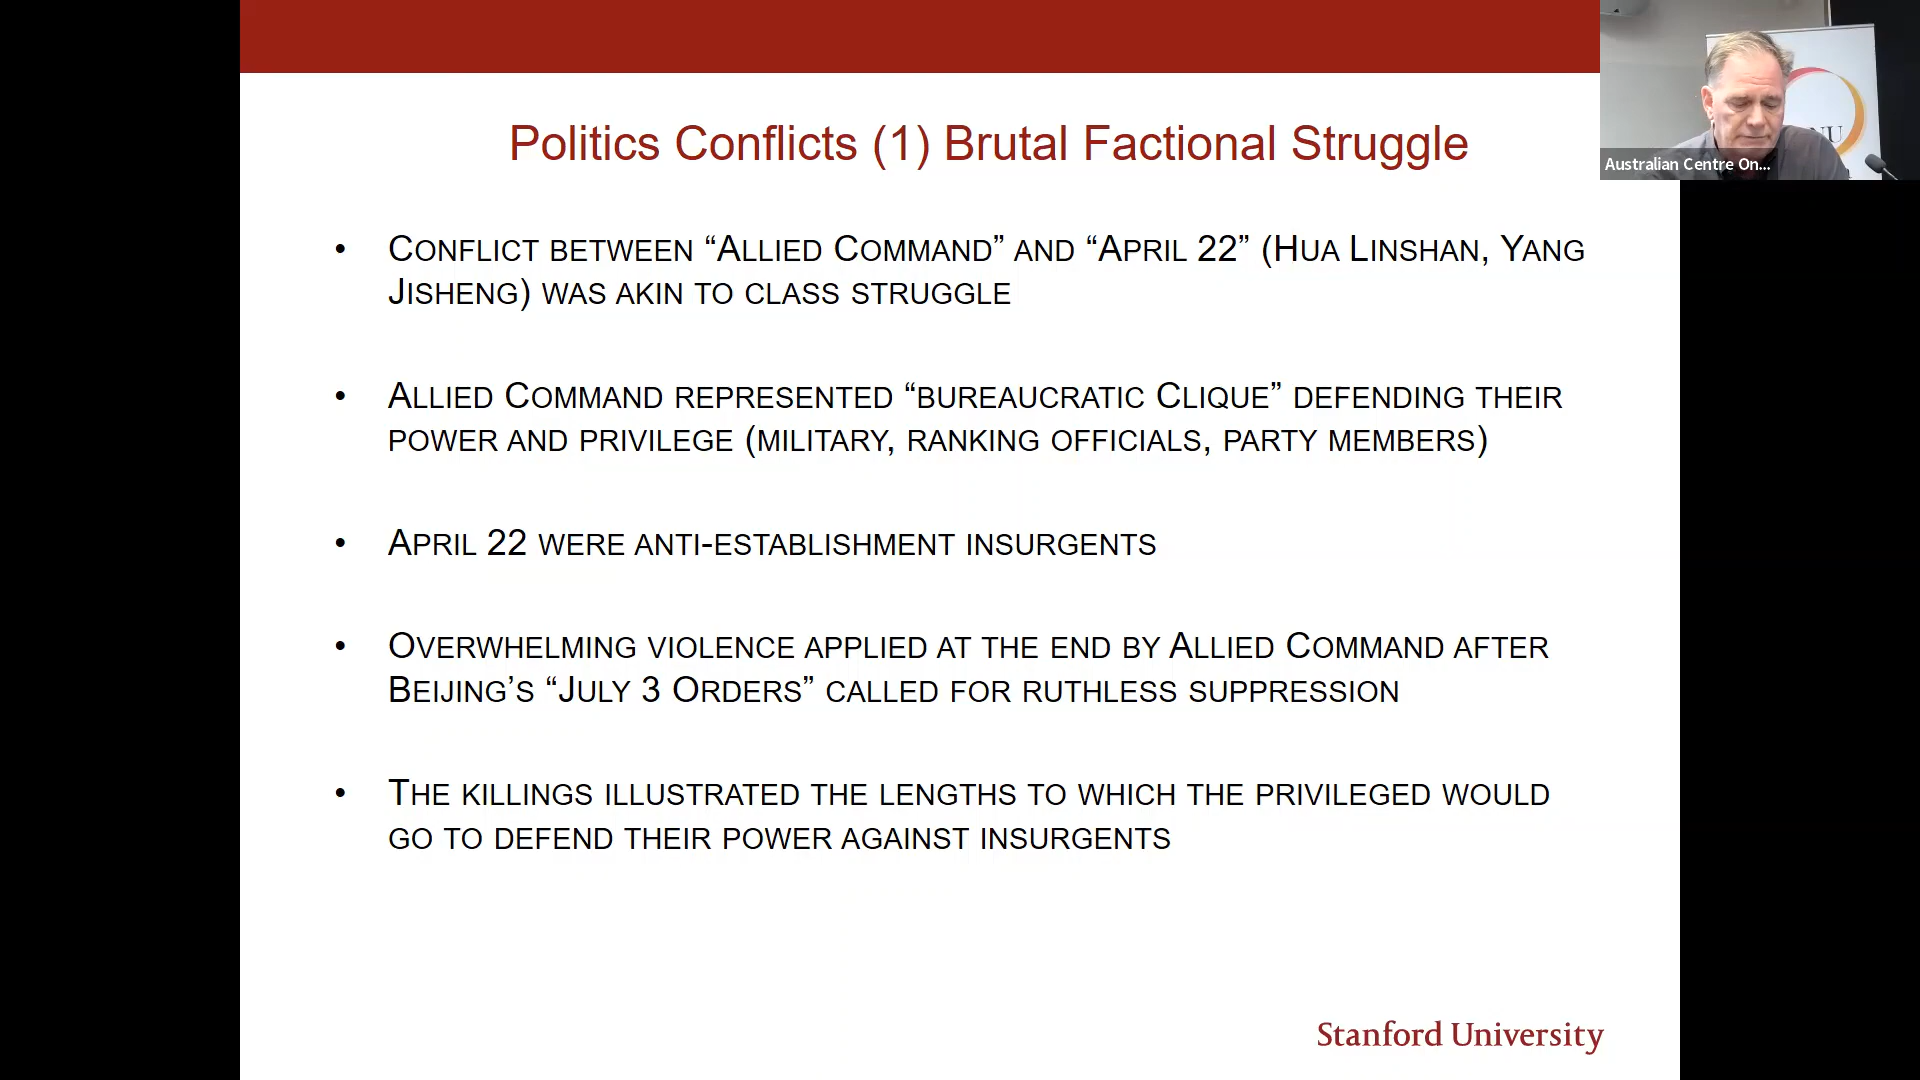 Politics Conflicts (1) Brutal Factional Struggle
Australian Centre On...
• Conflict between “Allied Command” and “April 22” (Hua Linshan, Yang
Jisheng) was akin to class struggle
• Allied Command represented “bureaucratic Clique” defending their
power and privilege (military, ranking officials, party members)
• April 22 were anti-establishment insurgents
• Overwhelming violence applied at the end by Allied Command after
Beijing’s “July 3 Orders” called for ruthless suppression
• The killings illustrated the lengths to which the privileged would
go to defend their power against insurgents
Stanford University